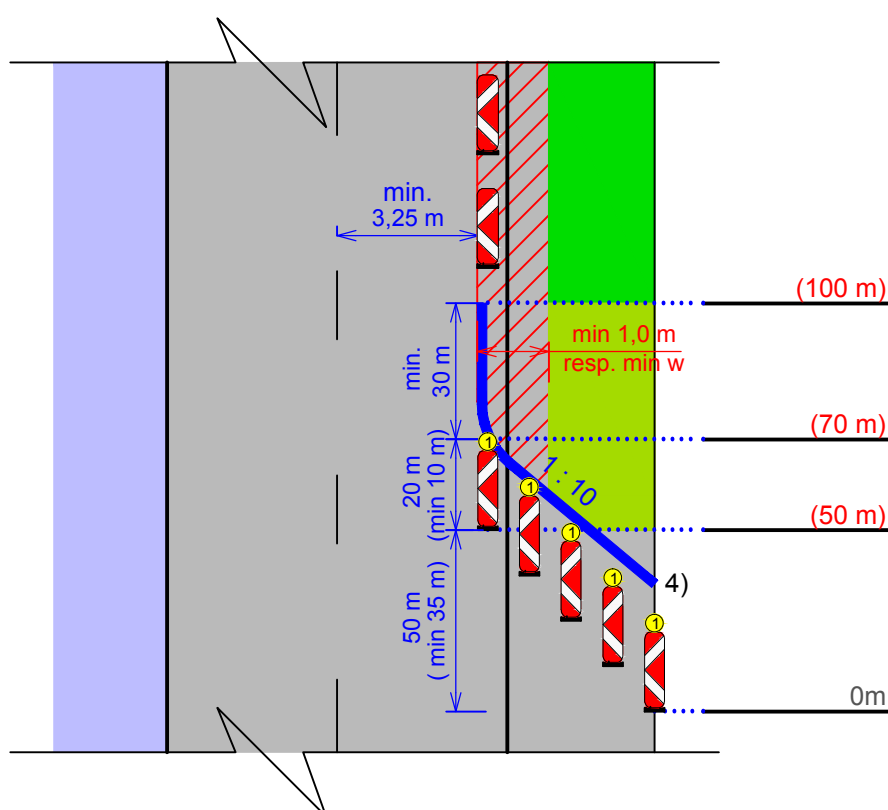 min.
3,25 m
(100 m)
min 1,0 m
resp. min w
min.
30 m
(70 m)
1
20 m
(min 10 m)
1 : 10
1
(50 m)
1
50 m
( min 35 m)
1
4)
1
0m